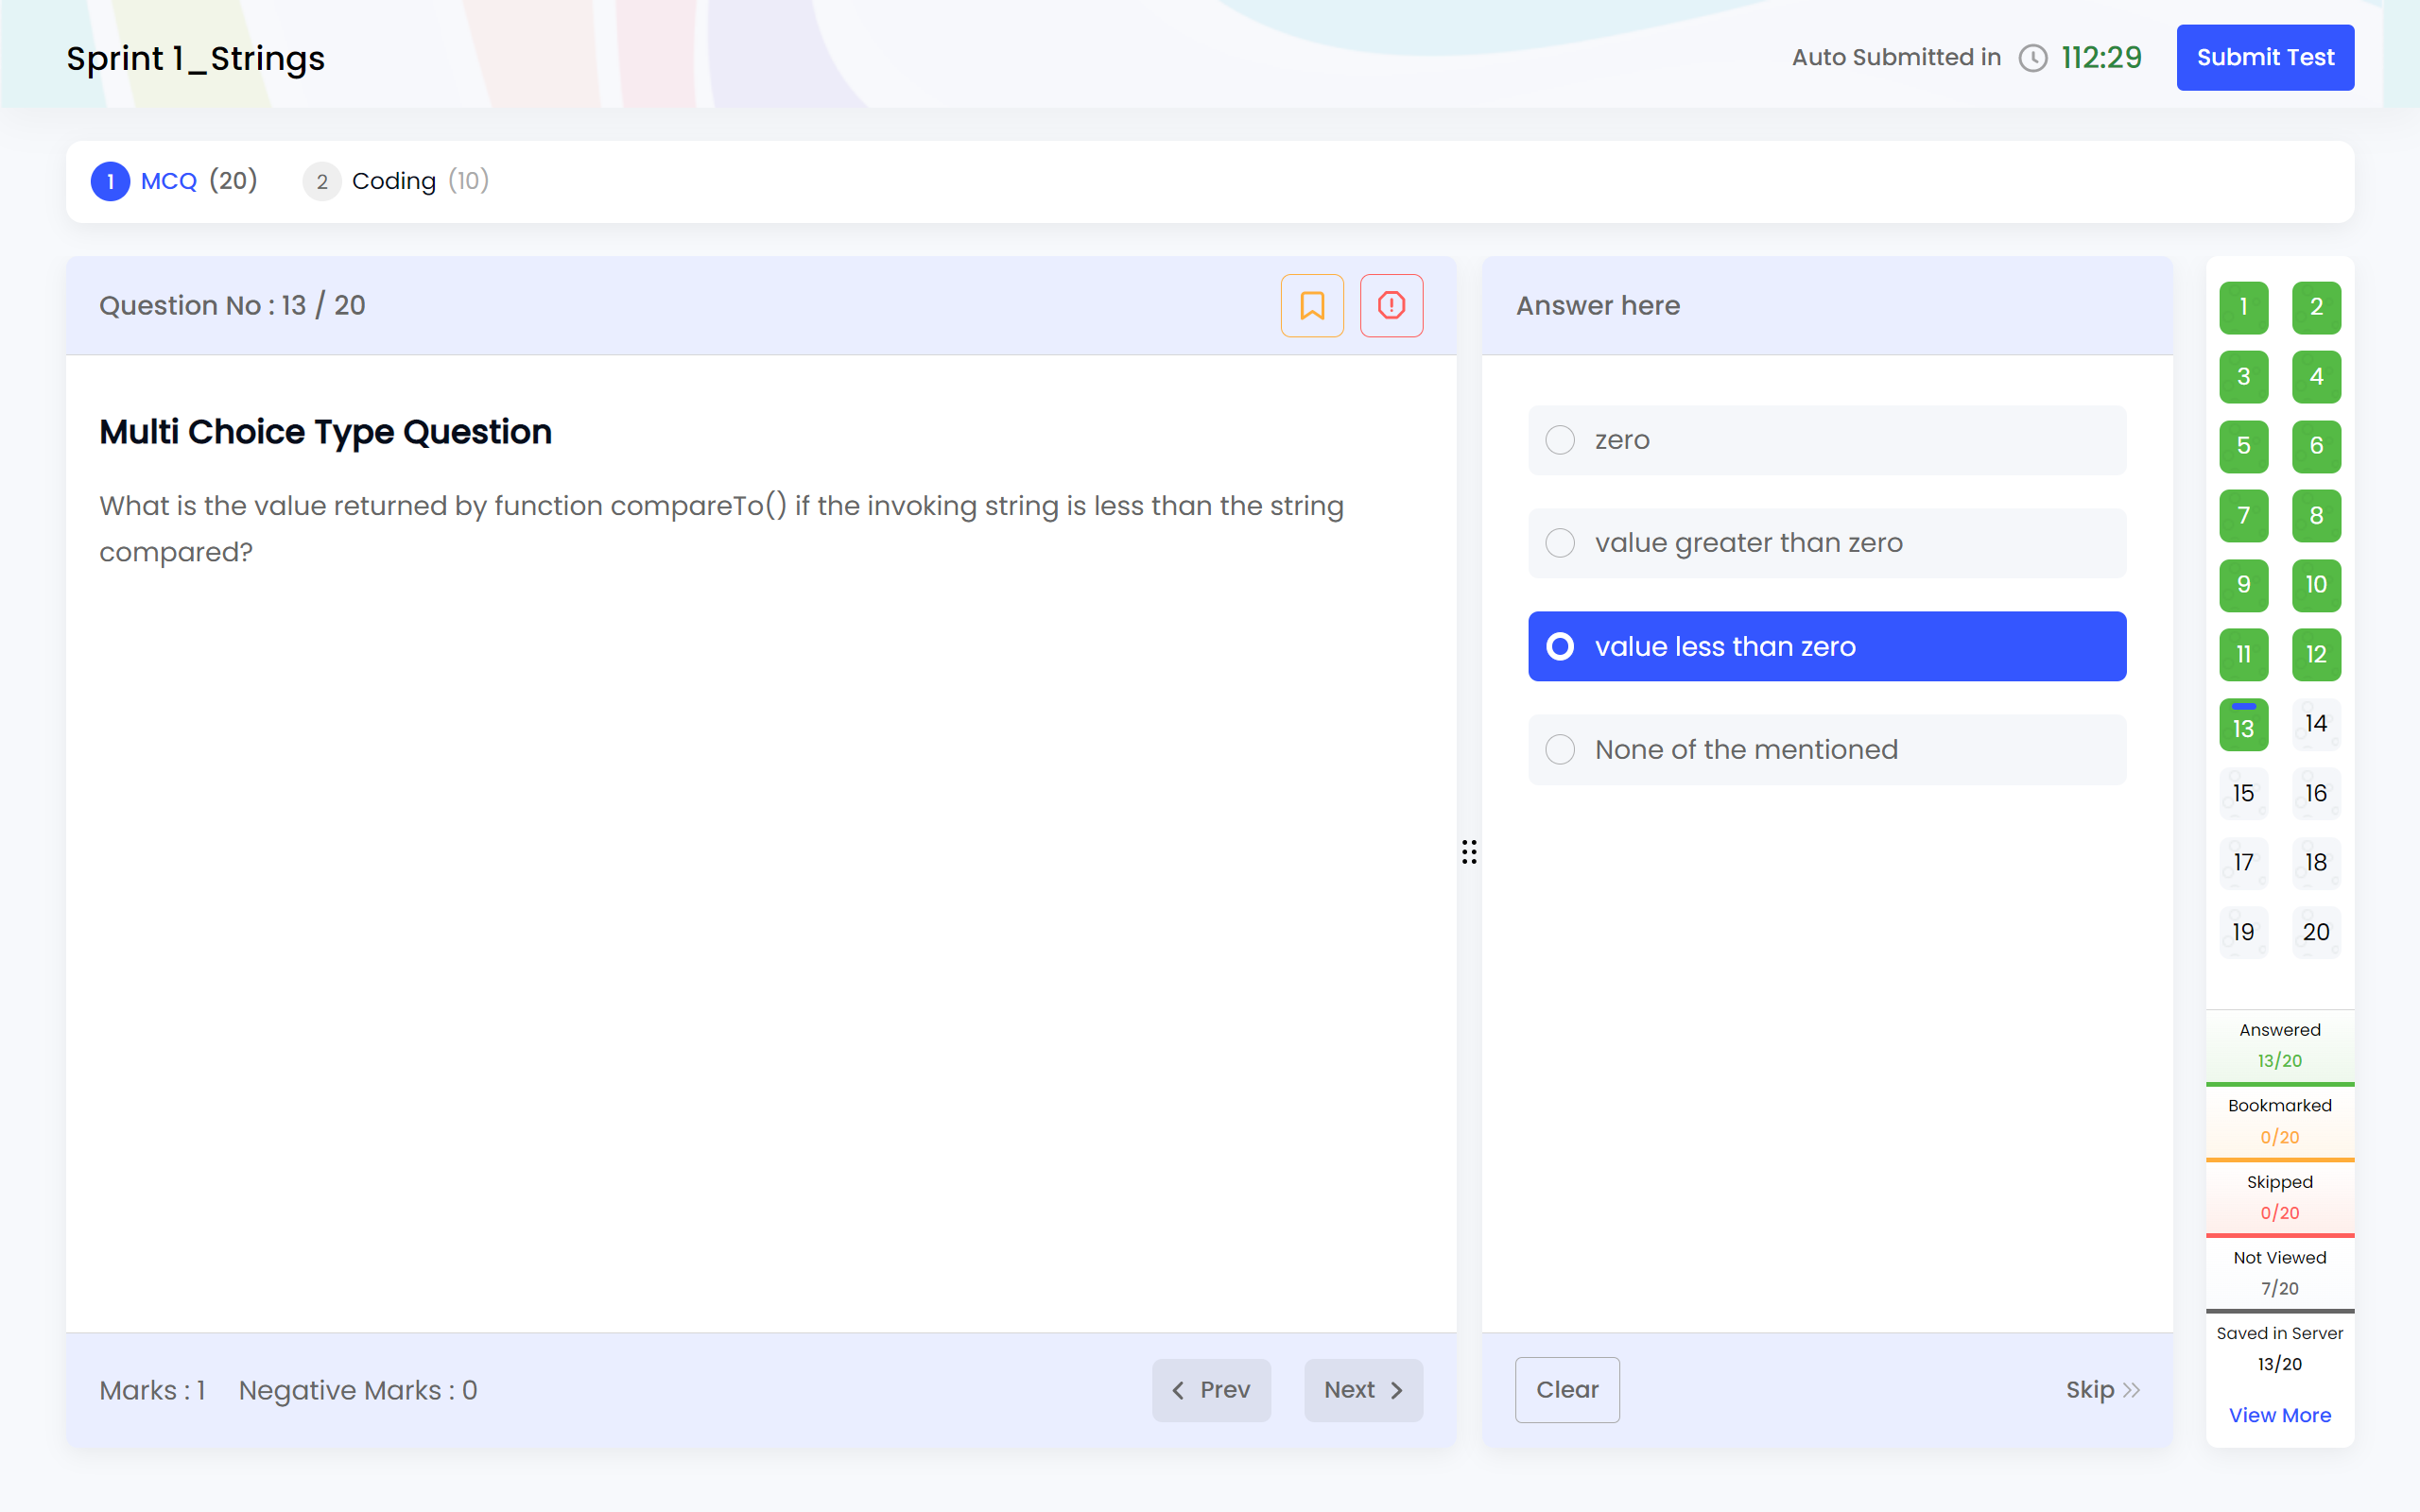 Sprint 1_Strings
Auto Submitted in 112:29
Submit Test
1 MCQ (20)
2 Coding (10)
Question No : 13 / 20
Multi Choice Type Question
What is the value returned by function compareTo() if the invoking string is less than the string
compared?
Marks : 1 Negative Marks : 0
Prev
Next
Answer here
zero
value greater than zero
value less than zero
None of the mentioned
Clear
Skip
1 2
3 4
5 6
7 8
9 10
11 12
13 14
15 16
17 18
19 20
Answered
13/20
Bookmarked
0/20
Skipped
0/20
Not Viewed
7/20
Saved in Server
13/20
View More